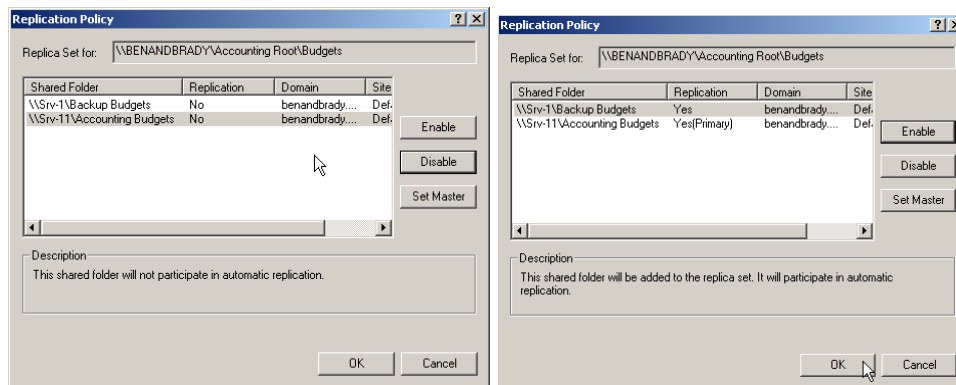 Replication Policy
Replica Set for: \\BENANDBRADY\Accounting Root\Budgets
Shared Folder Replication Domain Site
\\Srv-1\Backup Budgets No benandbrady.... Def.
\\Srv-11\Accounting Budgets No benandbrady.... Def.
Enable
Disable
Set Master
Description
This shared folder will not participate in automatic replication.
OK Cancel
Replication Policy
Replica Set for: \\BENANDBRADY\Accounting Root\Budgets
Shared Folder Replication Domain Site
\\Srv-1\Backup Budgets Yes benandbrady.... Def.
\\Srv-11\Accounting Budgets Yes(Primary) benandbrady.... Def.
Enable
Disable
Set Master
Description
This shared folder will be added to the replica set. It will participate in automatic
replication.
OK Cancel